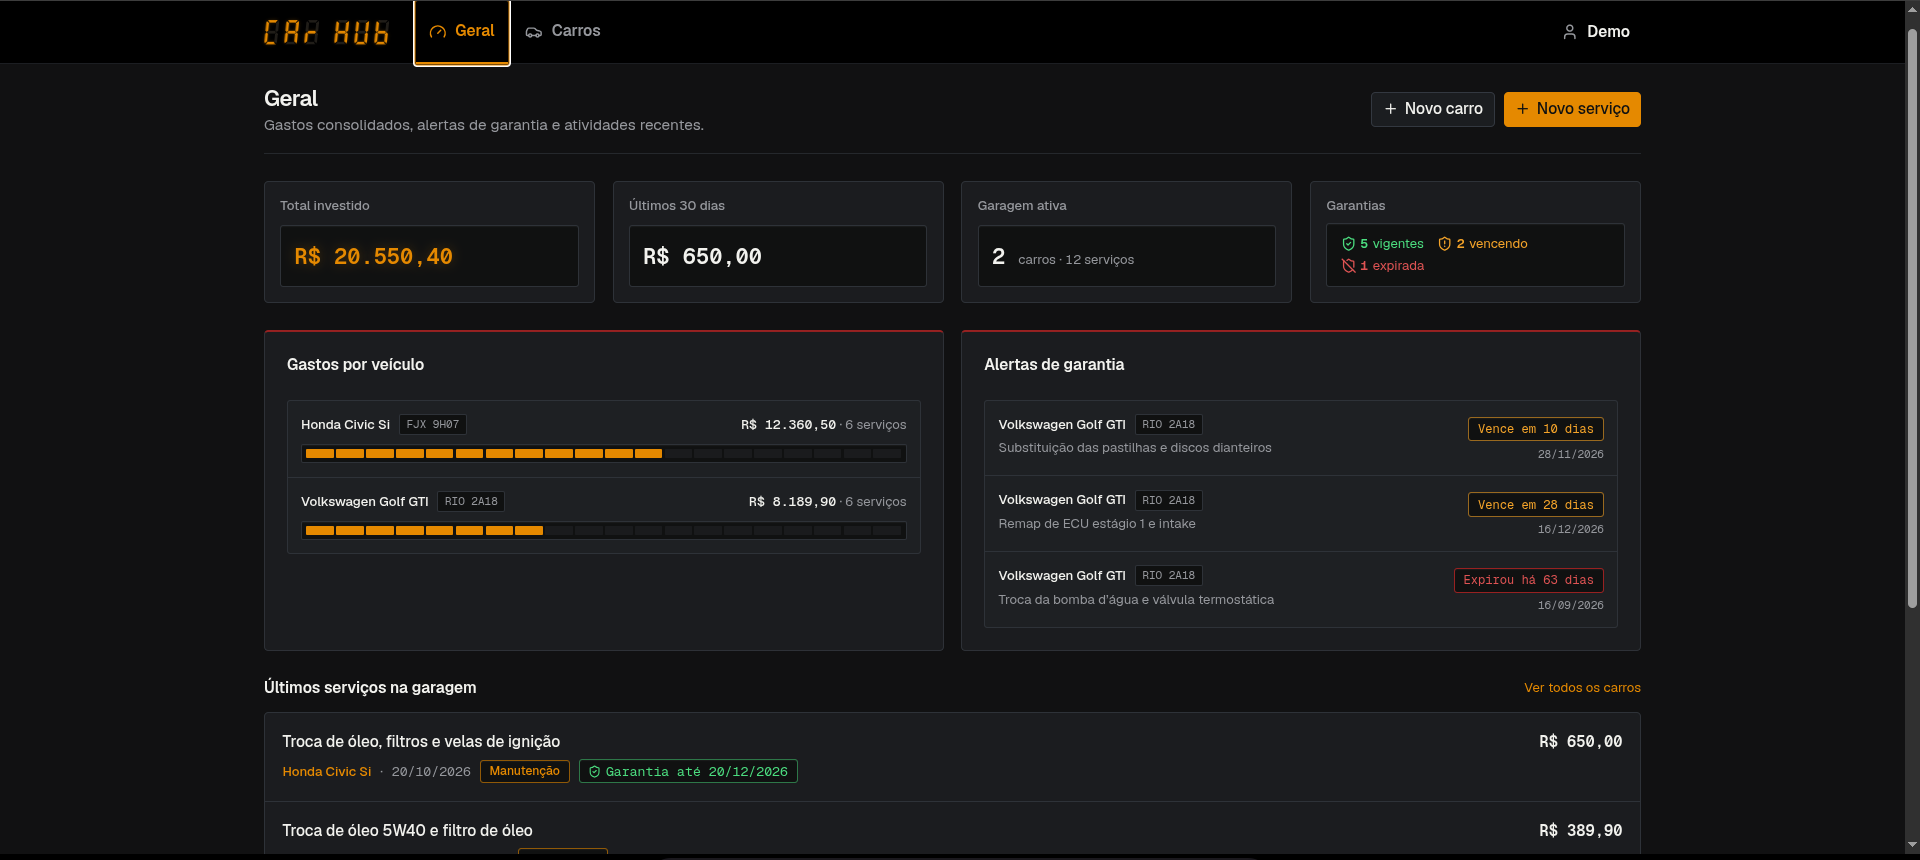 CAr HUb
Geral
Carros
Demo
Geral
Gastos consolidados, alertas de garantia e atividades recentes.
+ Novo carro
+ Novo serviço
Total investido
R$ 20.550,40
Últimos 30 dias
R$ 650,00
Garagem ativa
2 carros · 12 serviços
Garantias
5 vigentes
2 vencendo
1 expirada
Gastos por veículo
Honda Civic Si FJX 9H07
R$ 12.360,50 · 6 serviços
Volkswagen Golf GTI RIO 2A18
R$ 8.189,90 · 6 serviços
Alertas de garantia
Volkswagen Golf GTI RIO 2A18
Vence em 10 dias
Substituição das pastilhas e discos dianteiros
28/11/2026
Volkswagen Golf GTI RIO 2A18
Vence em 28 dias
Remap de ECU estágio 1 e intake
16/12/2026
Volkswagen Golf GTI RIO 2A18
Expirou há 63 dias
Troca da bomba d'água e válvula termostática
16/09/2026
Últimos serviços na garagem
Ver todos os carros
Troca de óleo, filtros e velas de ignição
R$ 650,00
Honda Civic Si · 20/10/2026 Manutenção Garantia até 20/12/2026
Troca de óleo 5W40 e filtro de óleo
R$ 389,90